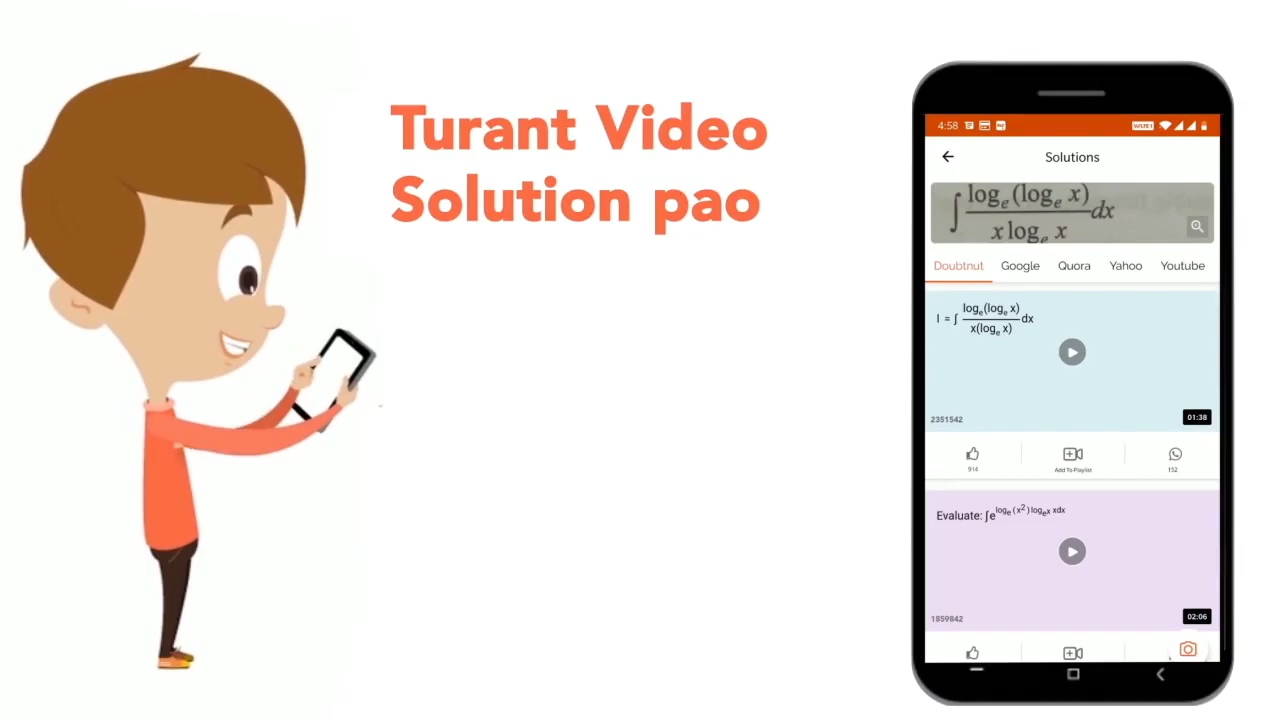 Turant Video
Solution pao
4:58
VoLTE1
Solutions
∫ logₑ(logₑ x) / x logₑ x dx
Doubtnut Google Quora Yahoo Youtube
I = ∫ logₑ(logₑ x) / x(logₑ x) dx
2351542
01:38
914
Add To Playlist
152
Evaluate: ∫e^logₑ(x²)logₑx xdx
1859842
02:06